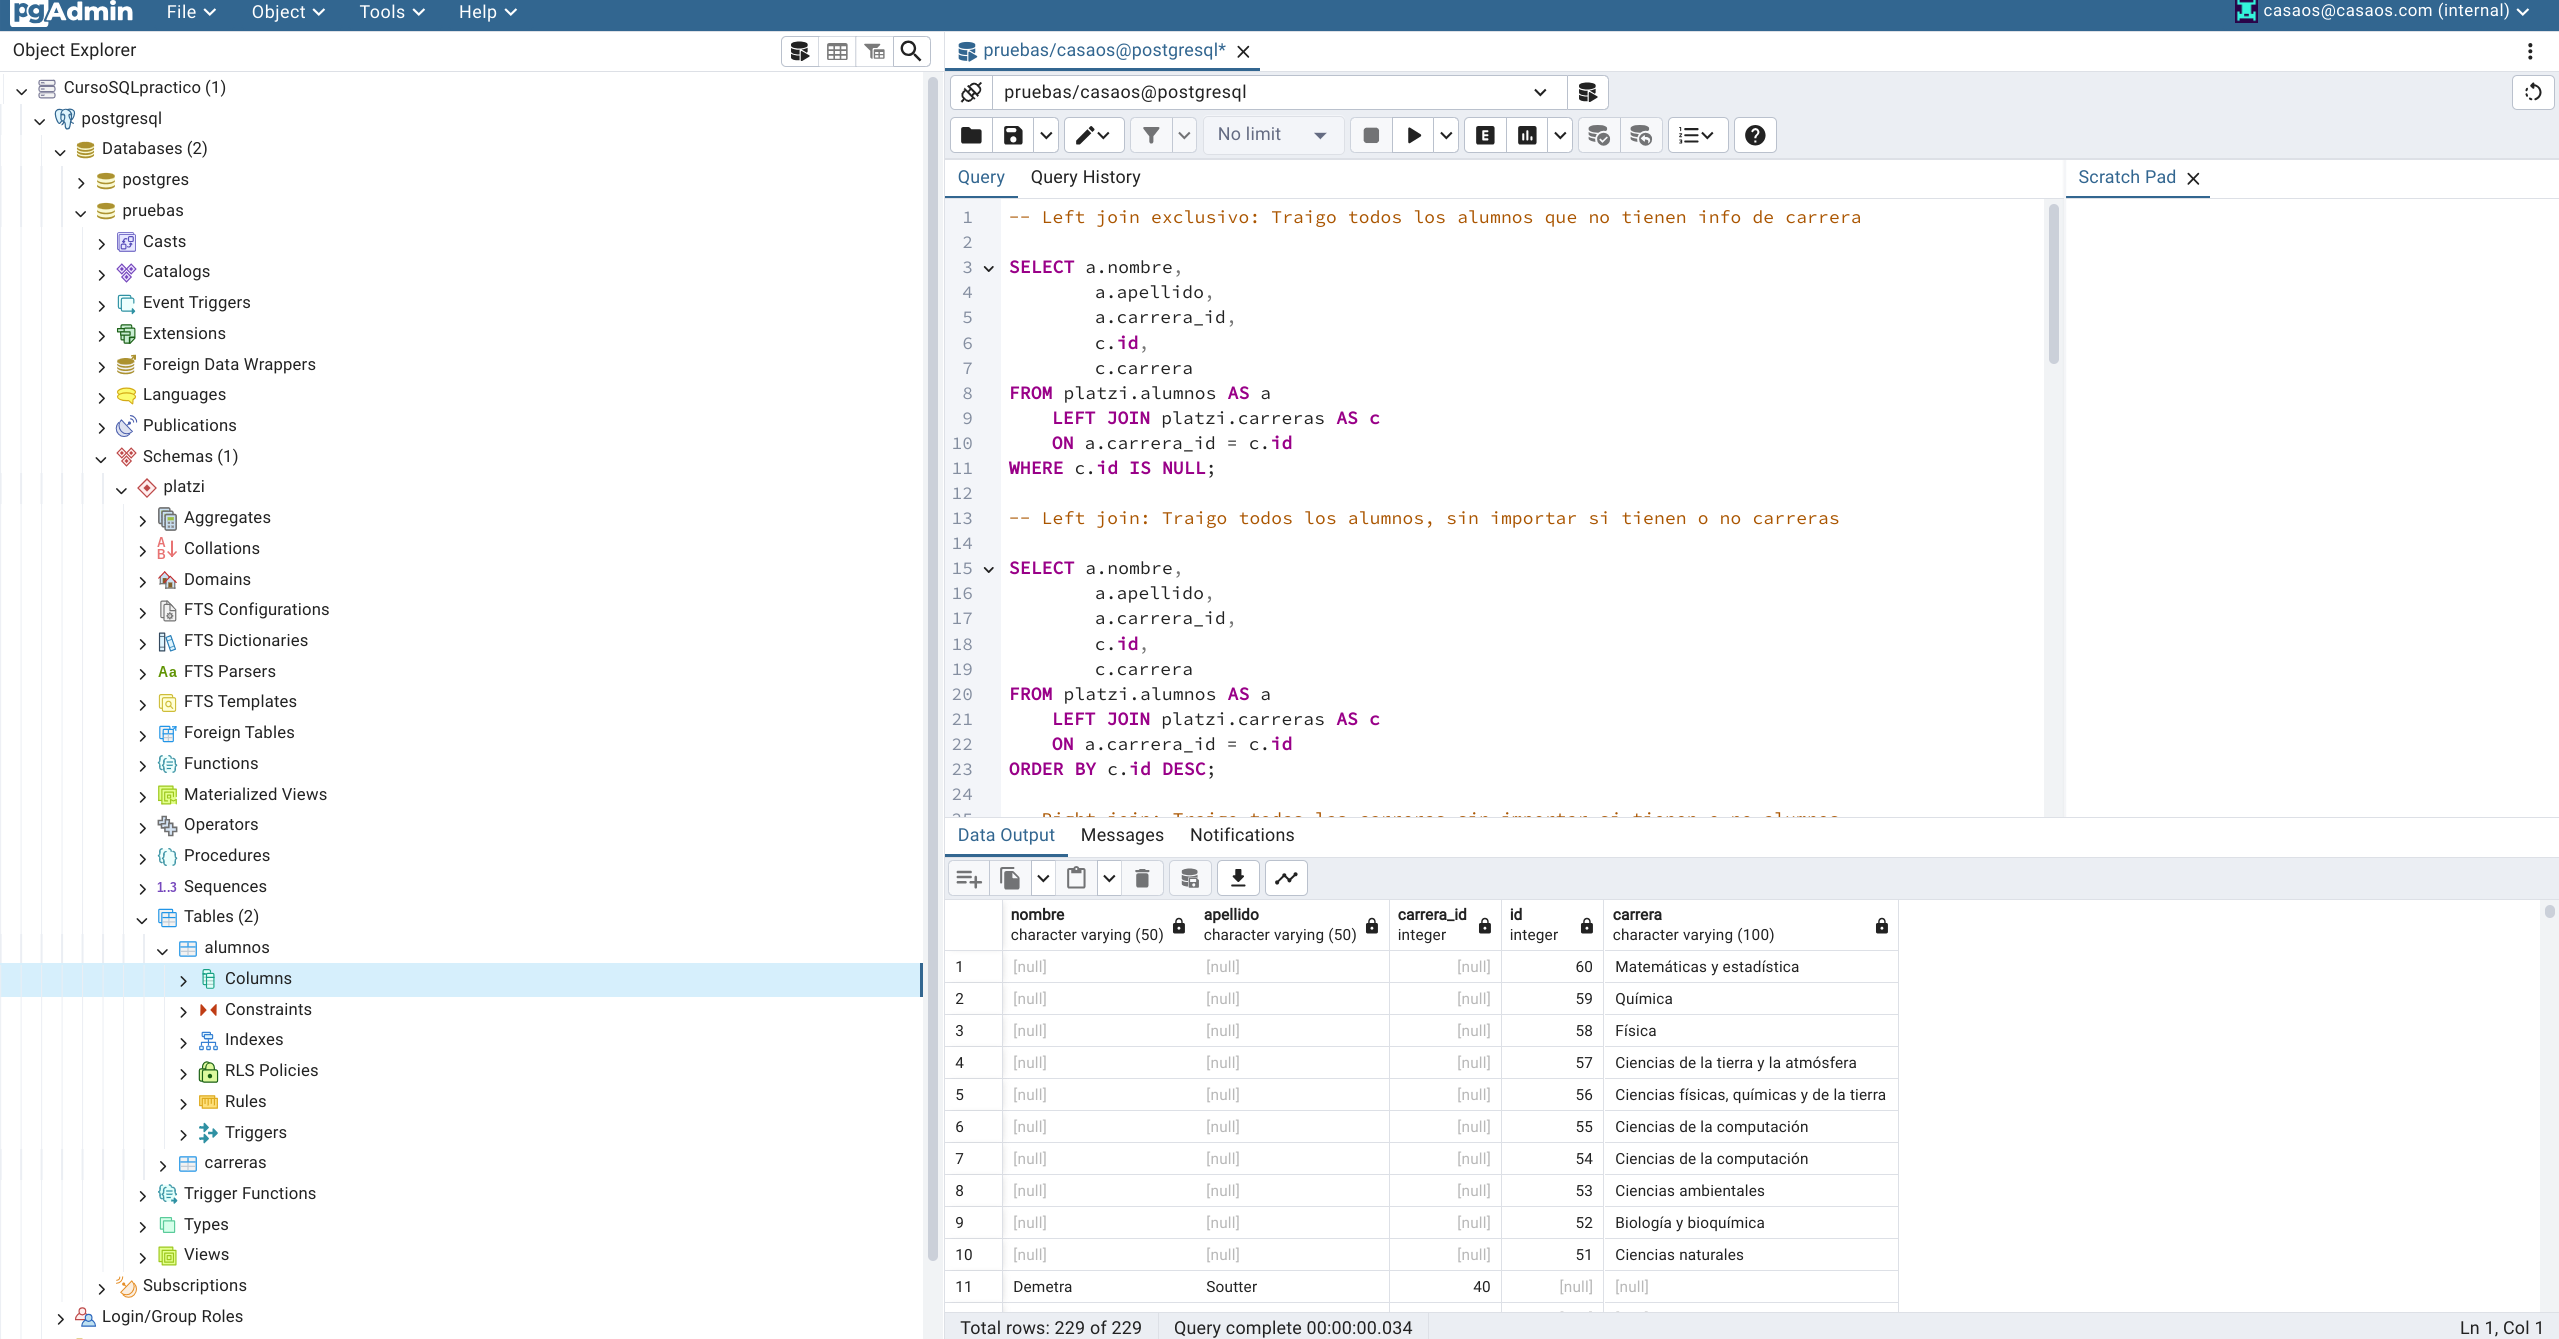 pgAdmin File Object Tools Help casaos@casaos.com (internal)
Object Explorer
CursoSQLpractico (1)
postgresql
Databases (2)
postgres
pruebas
Casts
Catalogs
Event Triggers
Extensions
Foreign Data Wrappers
Languages
Publications
Schemas (1)
platzi
Aggregates
Collations
Domains
FTS Configurations
FTS Dictionaries
Aa FTS Parsers
FTS Templates
Foreign Tables
Functions
Materialized Views
Operators
Procedures
1..3 Sequences
Tables (2)
alumnos
Columns
Constraints
Indexes
RLS Policies
Rules
Triggers
carreras
Trigger Functions
Types
Views
Subscriptions
Login/Group Roles
pruebas/casaos@postgresql*
pruebas/casaos@postgresql
No limit
Query Query History
Scratch Pad
1 -- Left join exclusivo: Traigo todos los alumnos que no tienen info de carrera
2
3 SELECT a.nombre,
4 a.apellido,
5 a.carrera_id,
6 c.id,
7 c.carrera
8 FROM platzi.alumnos AS a
9 LEFT JOIN platzi.carreras AS c
10 ON a.carrera_id = c.id
11 WHERE c.id IS NULL;
12
13 -- Left join: Traigo todos los alumnos, sin importar si tienen o no carreras
14
15 SELECT a.nombre,
16 a.apellido,
17 a.carrera_id,
18 c.id,
19 c.carrera
20 FROM platzi.alumnos AS a
21 LEFT JOIN platzi.carreras AS c
22 ON a.carrera_id = c.id
23 ORDER BY c.id DESC;
24
Data Output Messages Notifications
nombre apellido carrera_id id carrera
character varying (50) character varying (50) integer integer character varying (100)
1 [null] [null] [null] 60 Matemáticas y estadística
2 [null] [null] [null] 59 Química
3 [null] [null] [null] 58 Física
4 [null] [null] [null] 57 Ciencias de la tierra y la atmósfera
5 [null] [null] [null] 56 Ciencias físicas, químicas y de la tierra
6 [null] [null] [null] 55 Ciencias de la computación
7 [null] [null] [null] 54 Ciencias de la computación
8 [null] [null] [null] 53 Ciencias ambientales
9 [null] [null] [null] 52 Biología y bioquímica
10 [null] [null] [null] 51 Ciencias naturales
11 Demetra Soutter 40 [null] [null]
Total rows: 229 of 229 Query complete 00:00:00.034 Ln 1, Col 1